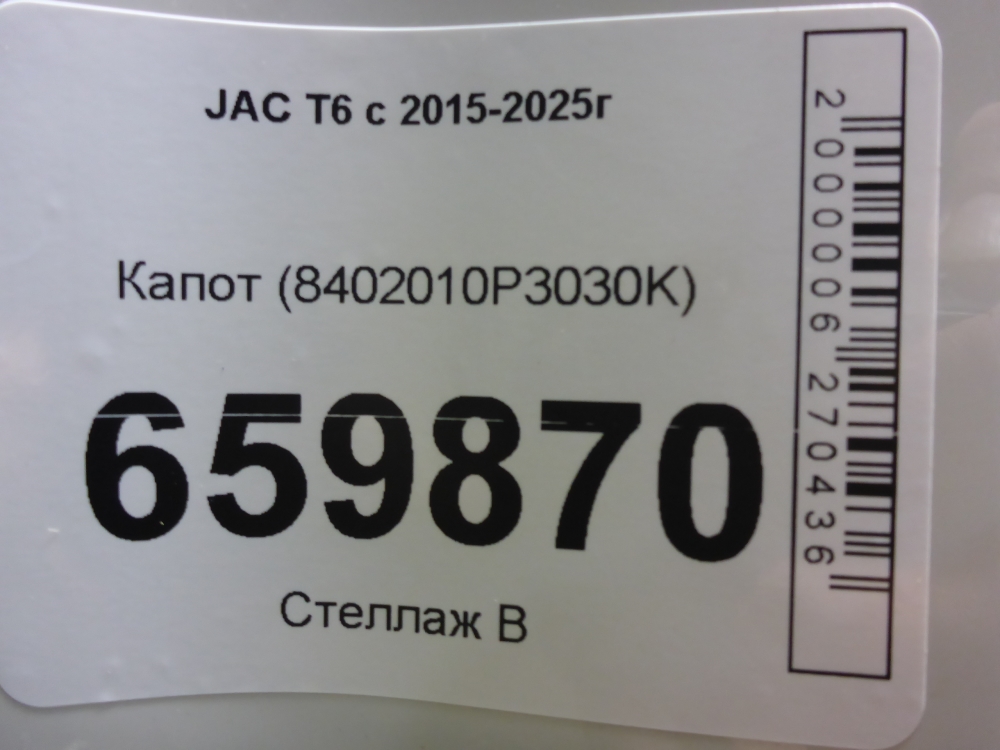 JAC T6 с 2015-2025г
Капот (8402010P3030K)
659870
Стеллаж В
2000006270436